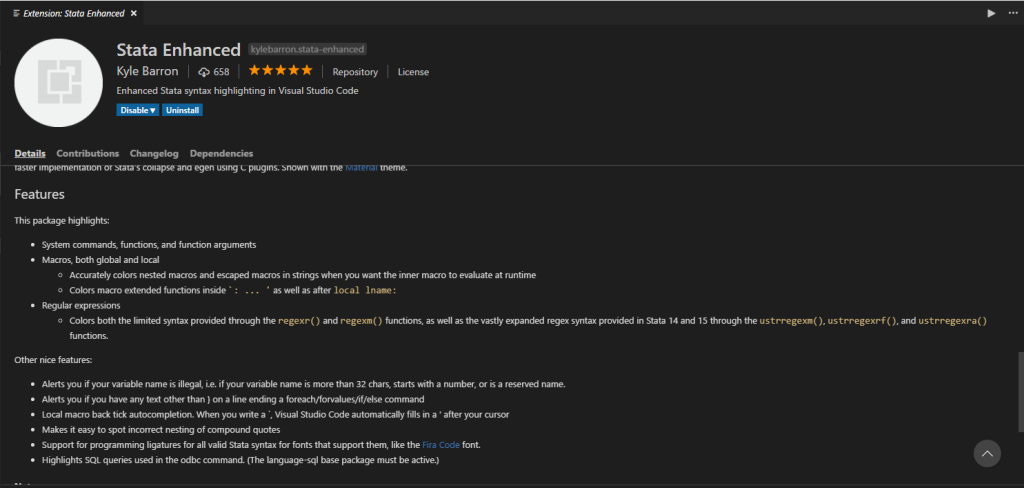 Extension: Stata Enhanced
Stata Enhanced kylebarron.stata-enhanced
Kyle Barron 658 Repository License
Enhanced Stata syntax highlighting in Visual Studio Code
Disable Uninstall
Details Contributions Changelog Dependencies
faster implementation of Stata's collapse and egen using C plugins. Shown with the Material theme.
Features
This package highlights:
System commands, functions, and function arguments
Macros, both global and local
Accurately colors nested macros and escaped macros in strings when you want the inner macro to evaluate at runtime
Colors macro extended functions inside `: ... ' as well as after local lname:
Regular expressions
Colors both the limited syntax provided through the regexr() and regexm() functions, as well as the vastly expanded regex syntax provided in Stata 14 and 15 through the ustrregexm(), ustrregexrf(), and ustrregexra()
functions.
Other nice features:
Alerts you if your variable name is illegal, i.e. if your variable name is more than 32 chars, starts with a number, or is a reserved name.
Alerts you if you have any text other than } on a line ending a foreach/forvalues/if/else command
Local macro back tick autocompletion. When you write a `, Visual Studio Code automatically fills in a ' after your cursor
Makes it easy to spot incorrect nesting of compound quotes
Support for programming ligatures for all valid Stata syntax for fonts that support them, like the Fira Code font.
Highlights SQL queries used in the odbc command. (The language-sql base package must be active.)